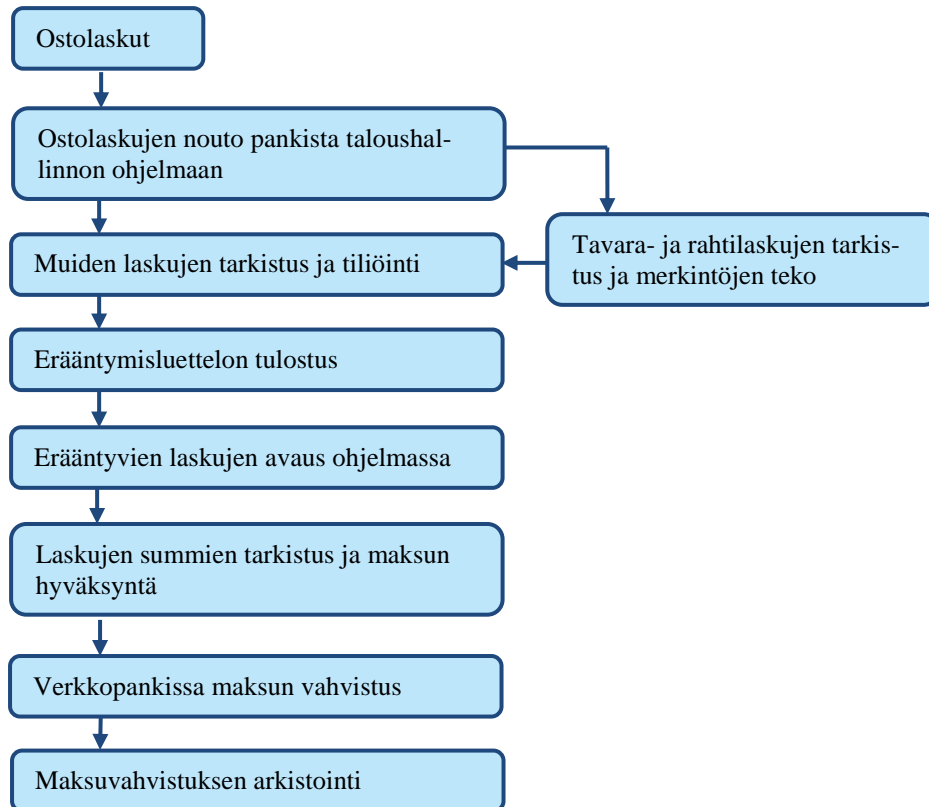 Ostolaskut
Ostolaskujen nouto pankista taloushal-
linnon ohjelmaan
Tavara- ja rahtilaskujen tarkis-
tus ja merkintöjen teko
Muiden laskujen tarkistus ja tiliöinti
Erääntymisluettelon tulostus
Erääntyvien laskujen avaus ohjelmassa
Laskujen summien tarkistus ja maksun
hyväksyntä
Verkkopankissa maksun vahvistus
Maksuvahvistuksen arkistointi